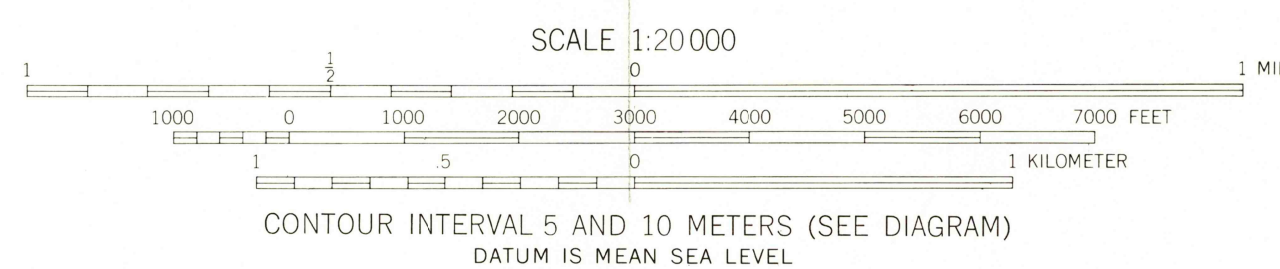 SCALE 1:20 000
1 1/2 0 1 MI
1000 0 1000 2000 3000 4000 5000 6000 7000 FEET
1 .5 0 1 KILOMETER
CONTOUR INTERVAL 5 AND 10 METERS (SEE DIAGRAM)
DATUM IS MEAN SEA LEVEL